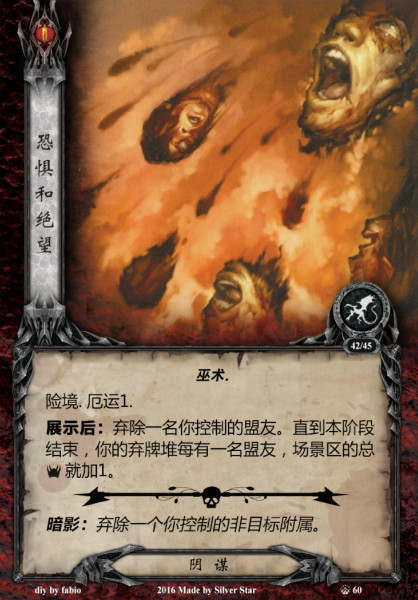 恐惧和绝望
42/45
巫术.
险境. 厄运1.
展示后：弃除一名你控制的盟友。直到本阶段
结束，你的弃牌堆每有一名盟友，场景区的总
就加1。
暗影：弃除一个你控制的非目标附属。
阴谋
diy by fabio 2016 Made by Silver Star 60